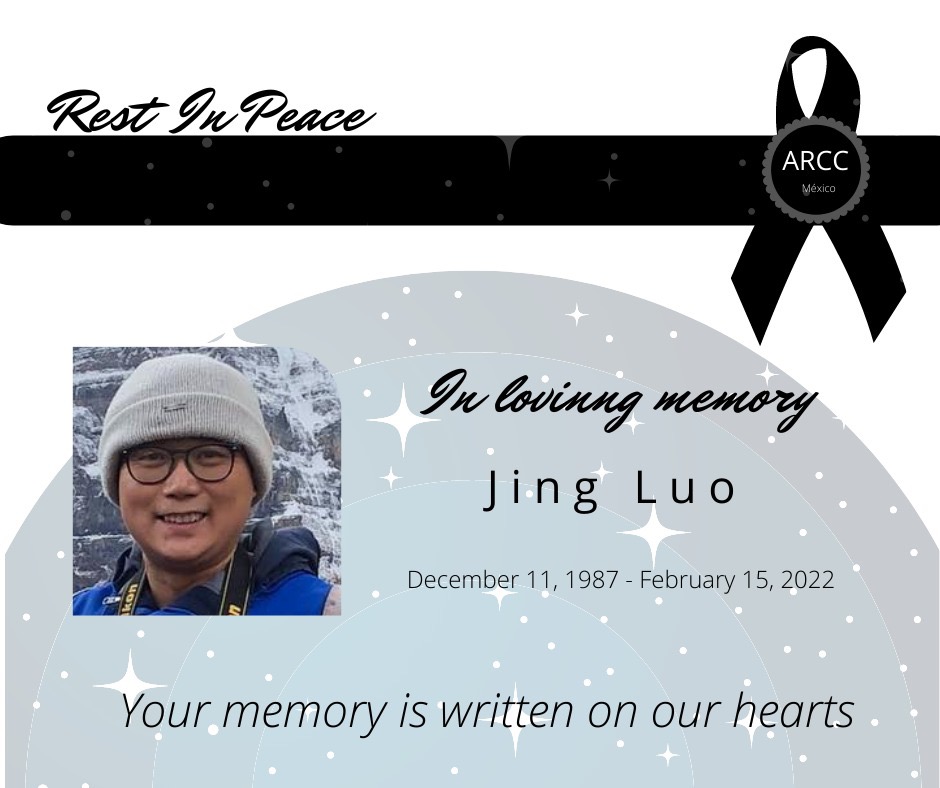 Rest In Peace
ARCC
México
In lovinng memory
Jing Luo
December 11, 1987 - February 15, 2022
Nikon
Your memory is written on our hearts